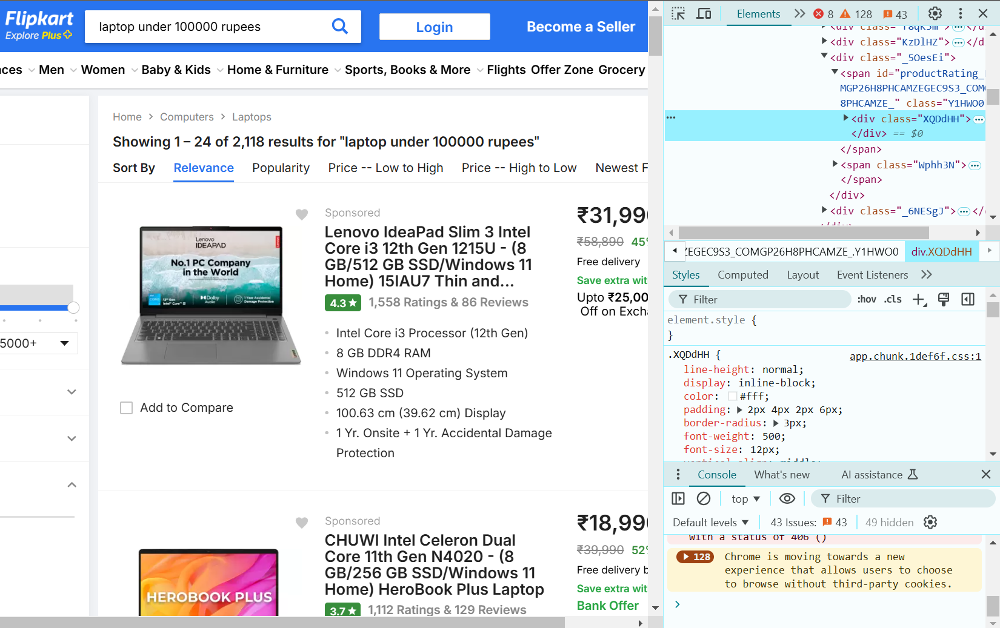 Flipkart
Explore Plus
laptop under 100000 rupees
Login
Become a Seller
nces Men Women Baby & Kids Home & Furniture Sports, Books & More Flights Offer Zone Grocery
Home > Computers > Laptops
Showing 1 – 24 of 2,118 results for "laptop under 100000 rupees"
Sort By Relevance Popularity Price -- Low to High Price -- High to Low Newest F
5000+
Sponsored
Lenovo IdeaPad Slim 3 Intel
Core i3 12th Gen 1215U - (8
GB/512 GB SSD/Windows 11
Home) 15IAU7 Thin and...
4.3★ 1,558 Ratings & 86 Reviews
Intel Core i3 Processor (12th Gen)
8 GB DDR4 RAM
Windows 11 Operating System
512 GB SSD
100.63 cm (39.62 cm) Display
1 Yr. Onsite + 1 Yr. Accidental Damage
Protection
₹31,990
₹58,890 45%
Free delivery
Save extra wit
Upto ₹25,00
Off on Excha
Lenovo
IDEAPAD
No.1 PC Company
in the World
Dolby
Audio
1 Year Accidental
Damage Protection
Add to Compare
Sponsored
CHUWI Intel Celeron Dual
Core 11th Gen N4020 - (8
GB/256 GB SSD/Windows 11
Home) HeroBook Plus Laptop
3.7★ 1,112 Ratings & 129 Reviews
₹18,990
₹39,990 52%
Free delivery b
Save extra wit
Bank Offer
HEROBOOK PLUS
Elements >> 8 128 43
<div class="KzDlHZ"> … </d
<div class="_5OesEi">
<span id="productRating_
MGP26H8PHCAMZEGEC9S3_COM
8PHCAMZE_" class="Y1HWO0
… <div class="XQDdHH"> …
</div> == $0
</span>
<span class="Wphh3N"> …
</span>
</div>
<div class="_6NESgJ"> … </
ZEGEC9S3_COMGP26H8PHCAMZE_.Y1HWO0 div.XQDdHH
Styles Computed Layout Event Listeners >>
Filter :hov .cls
element.style {
}
.XQDdHH { app.chunk.1def6f.css:1
line-height: normal;
display: inline-block;
color: #fff;
padding: 2px 4px 2px 6px;
border-radius: 3px;
font-weight: 500;
font-size: 12px;
vertical-align: middle;
Console What's new AI assistance
top Filter
Default levels 43 Issues: 43 49 hidden
with a status of 406 ()
128 Chrome is moving towards a new
experience that allows users to choose
to browse without third-party cookies.
>